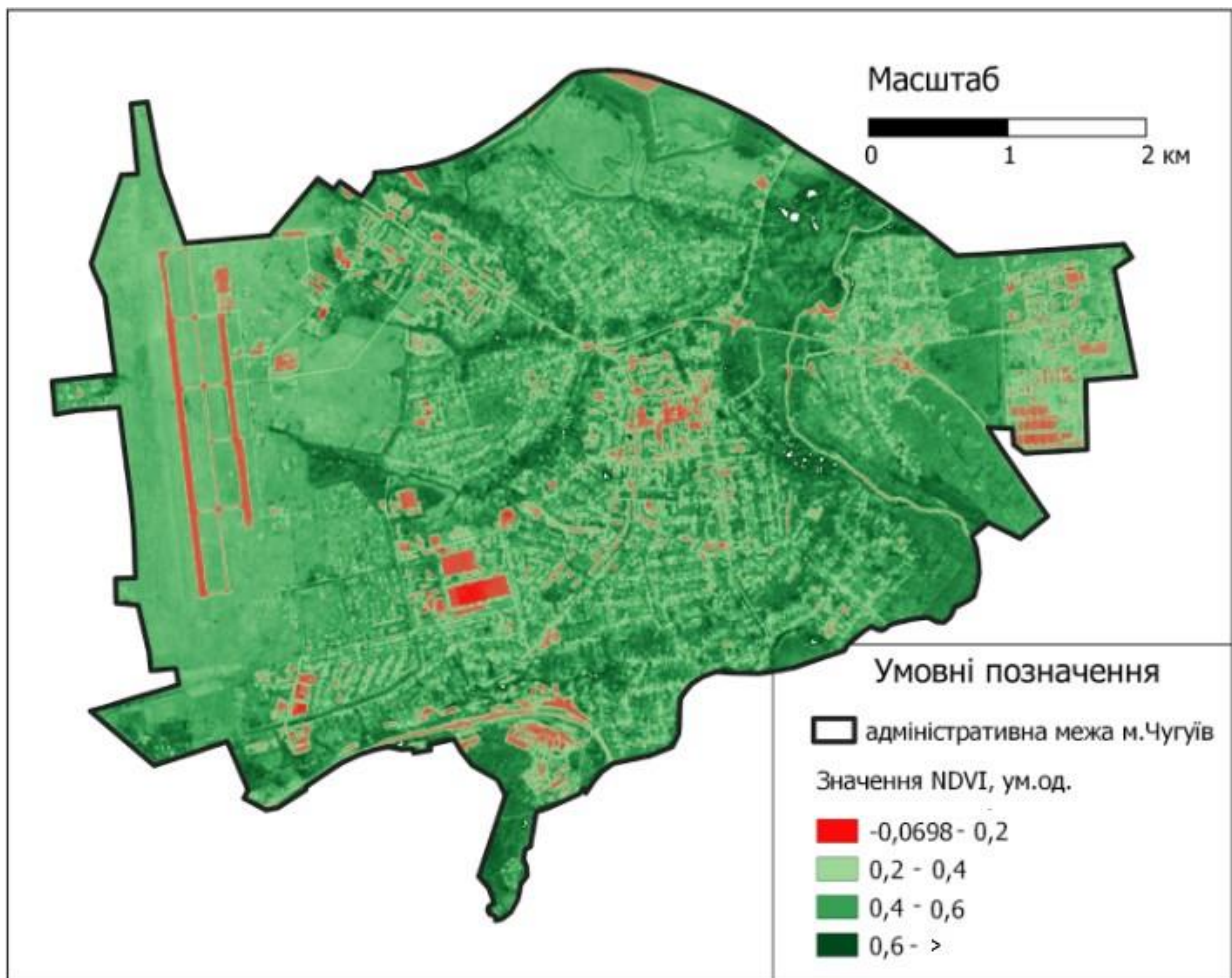 Масштаб
0 1 2 км
Умовні позначення
адміністративна межа м.Чугуїв
Значення NDVI, ум.од.
-0,0698 - 0,2
0,2 - 0,4
0,4 - 0,6
0,6 - >